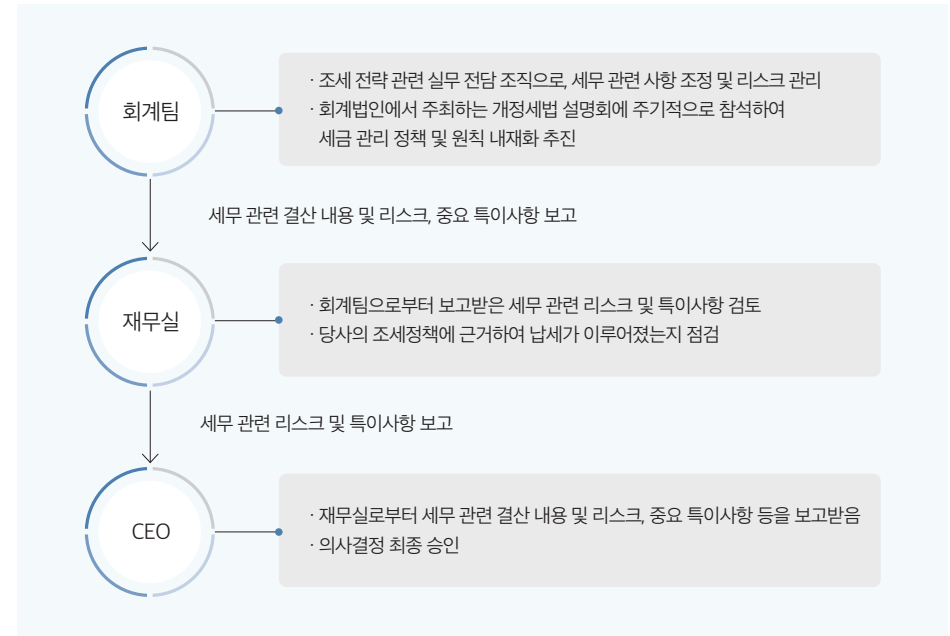 회계팀
· 조세 전략 관련 실무 전담 조직으로, 세무 관련 사항 조정 및 리스크 관리
· 회계법인에서 주최하는 개정세법 설명회에 주기적으로 참석하여
세금 관리 정책 및 원칙 내재화 추진
세무 관련 결산 내용 및 리스크, 중요 특이사항 보고
재무실
· 회계팀으로부터 보고받은 세무 관련 리스크 및 특이사항 검토
· 당사의 조세정책에 근거하여 납세가 이루어졌는지 점검
세무 관련 리스크 및 특이사항 보고
CEO
· 재무실로부터 세무 관련 결산 내용 및 리스크, 중요 특이사항 등을 보고받음
· 의사결정 최종 승인